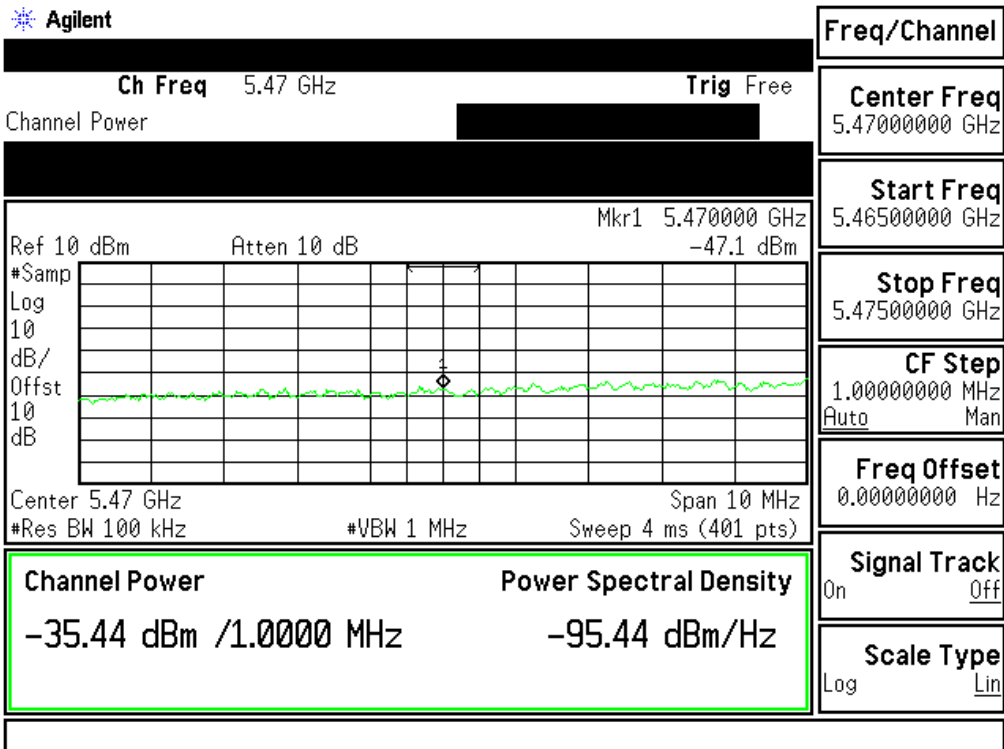 Agilent
Freq/Channel
Ch Freq 5.47 GHz Trig Free
Channel Power
Center Freq
5.47000000 GHz
Start Freq
5.46500000 GHz
Stop Freq
5.47500000 GHz
CF Step
1.00000000 MHz
Auto Man
Freq Offset
0.00000000 Hz
Signal Track
On Off
Scale Type
Log Lin
Mkr1 5.470000 GHz
Ref 10 dBm Atten 10 dB -47.1 dBm
#Samp
Log
10
dB/
Offst
10
dB
1
Center 5.47 GHz Span 10 MHz
#Res BW 100 kHz #VBW 1 MHz Sweep 4 ms (401 pts)
Channel Power Power Spectral Density
-35.44 dBm /1.0000 MHz -95.44 dBm/Hz